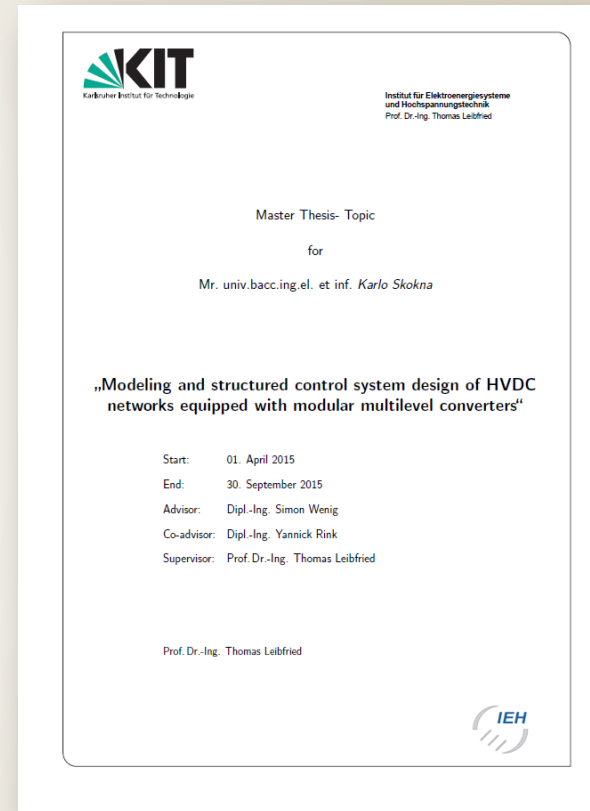 KIT
Karlsruher Institut für Technologie
Institut für Elektroenergiesysteme
und Hochspannungstechnik
Prof. Dr.-Ing. Thomas Leibfried
Master Thesis- Topic
for
Mr. univ.bacc.ing.el. et inf. Karlo Skokna
„Modeling and structured control system design of HVDC
networks equipped with modular multilevel converters“
Start: 01. April 2015
End: 30. September 2015
Advisor: Dipl.-Ing. Simon Wenig
Co-advisor: Dipl.-Ing. Yannick Rink
Supervisor: Prof. Dr.-Ing. Thomas Leibfried
Prof. Dr.-Ing. Thomas Leibfried
IEH